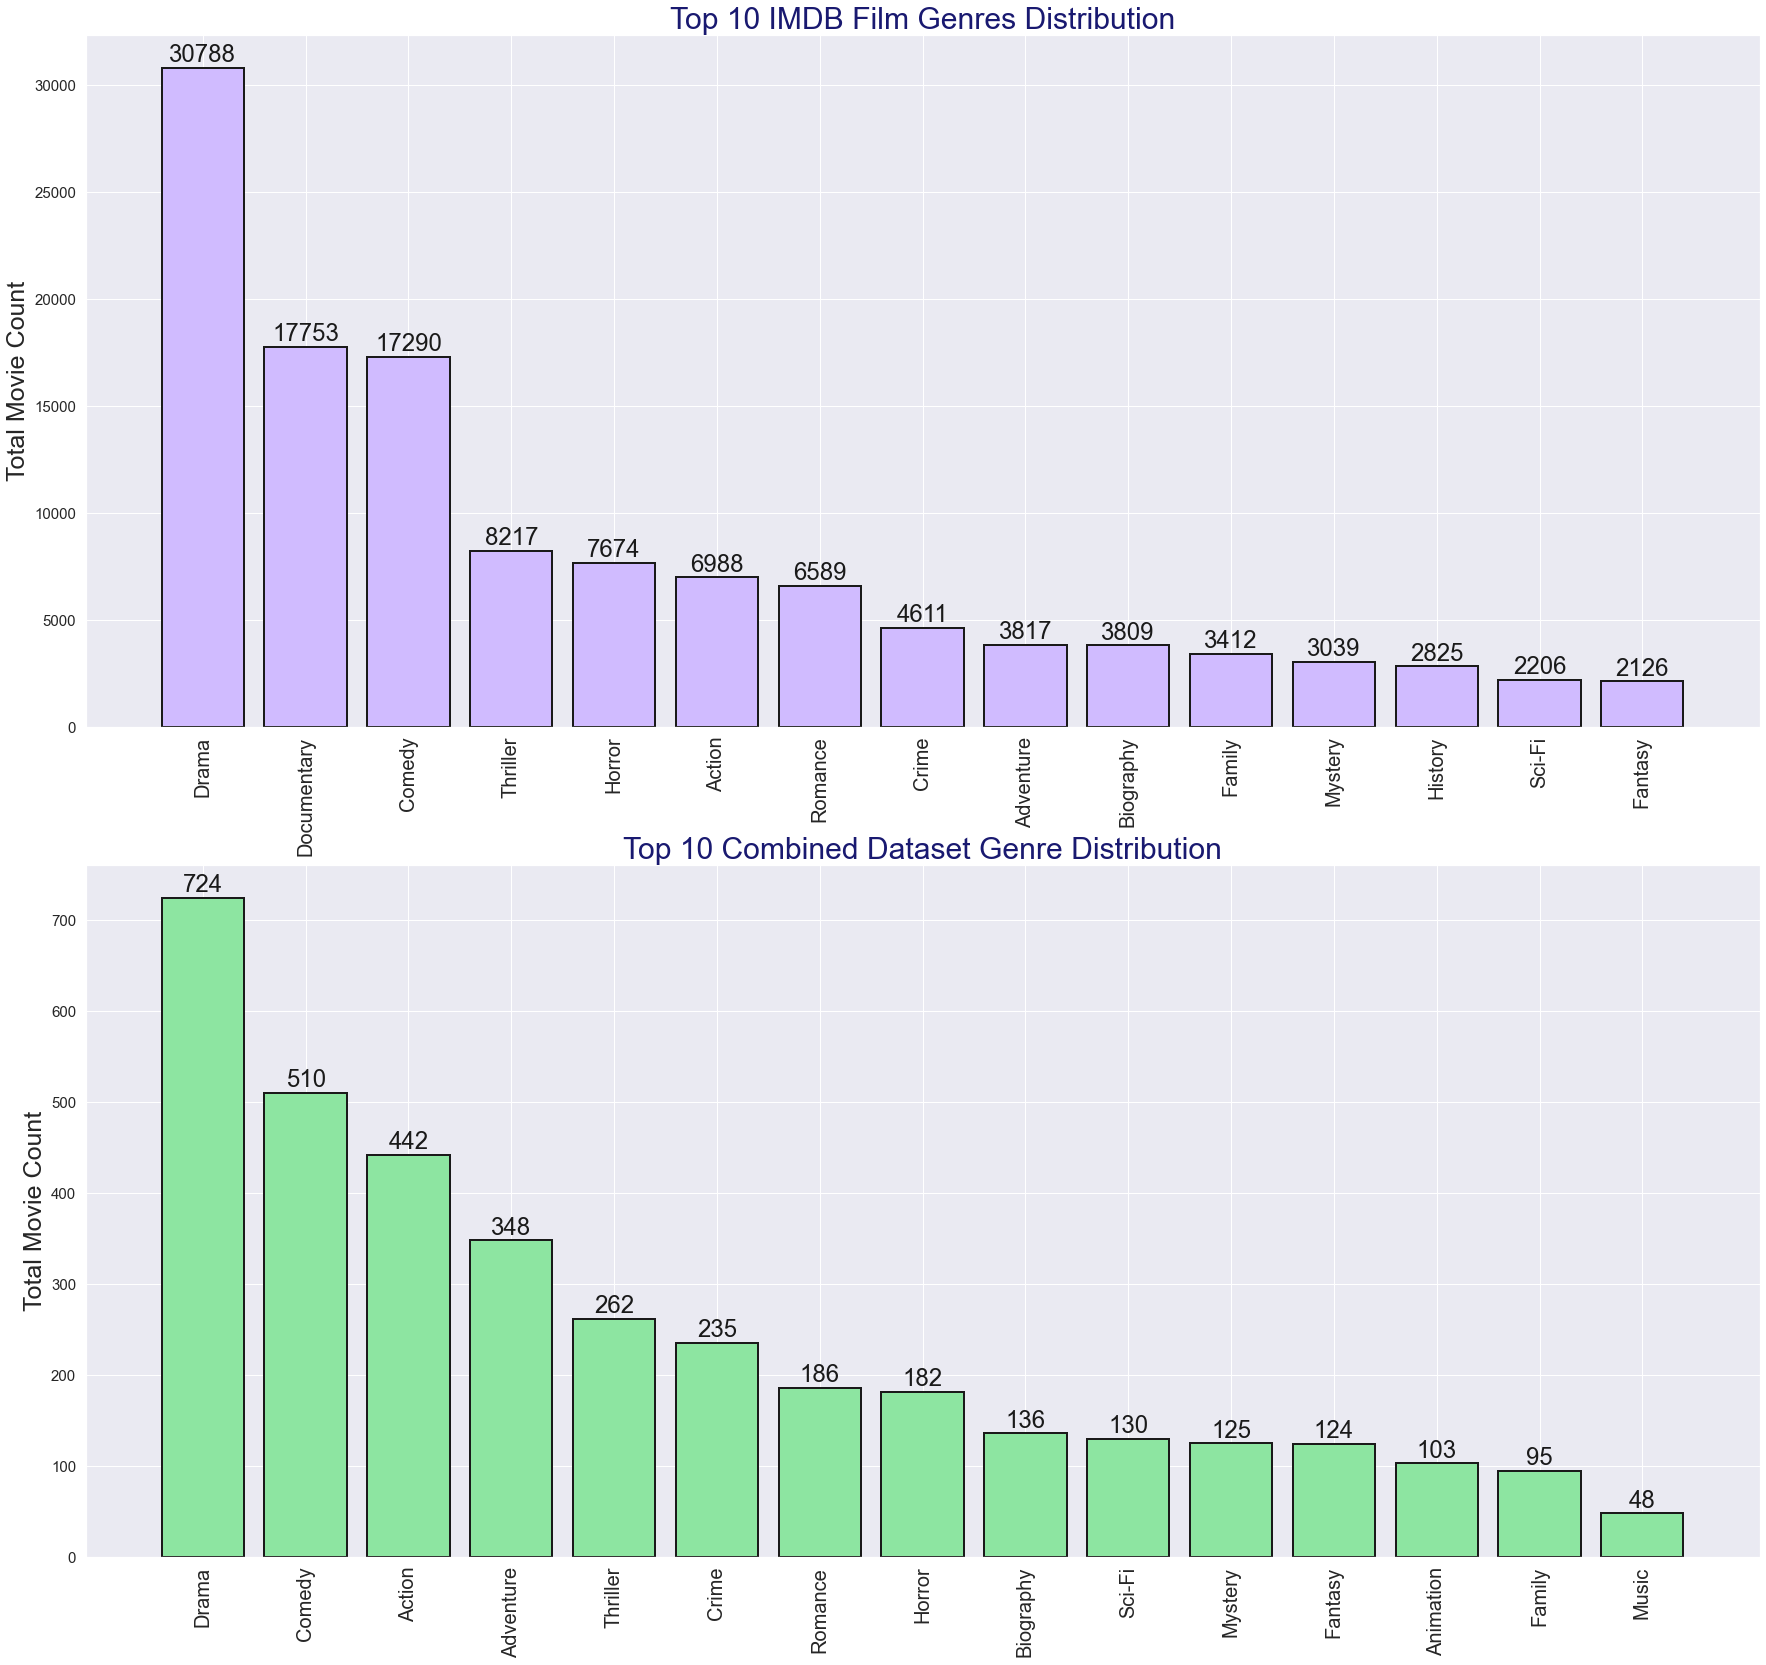 Top 10 IMDB Film Genres Distribution
Total Movie Count
30000
25000
20000
15000
10000
5000
0
30788
17753
17290
8217
7674
6988
6589
4611
3817
3809
3412
3039
2825
2206
2126
Drama
Documentary
Comedy
Thriller
Horror
Action
Romance
Crime
Adventure
Biography
Family
Mystery
History
Sci-Fi
Fantasy
Top 10 Combined Dataset Genre Distribution
Total Movie Count
700
600
500
400
300
200
100
0
724
510
442
348
262
235
186
182
136
130
125
124
103
95
48
Drama
Comedy
Action
Adventure
Thriller
Crime
Romance
Horror
Biography
Sci-Fi
Mystery
Fantasy
Animation
Family
Music